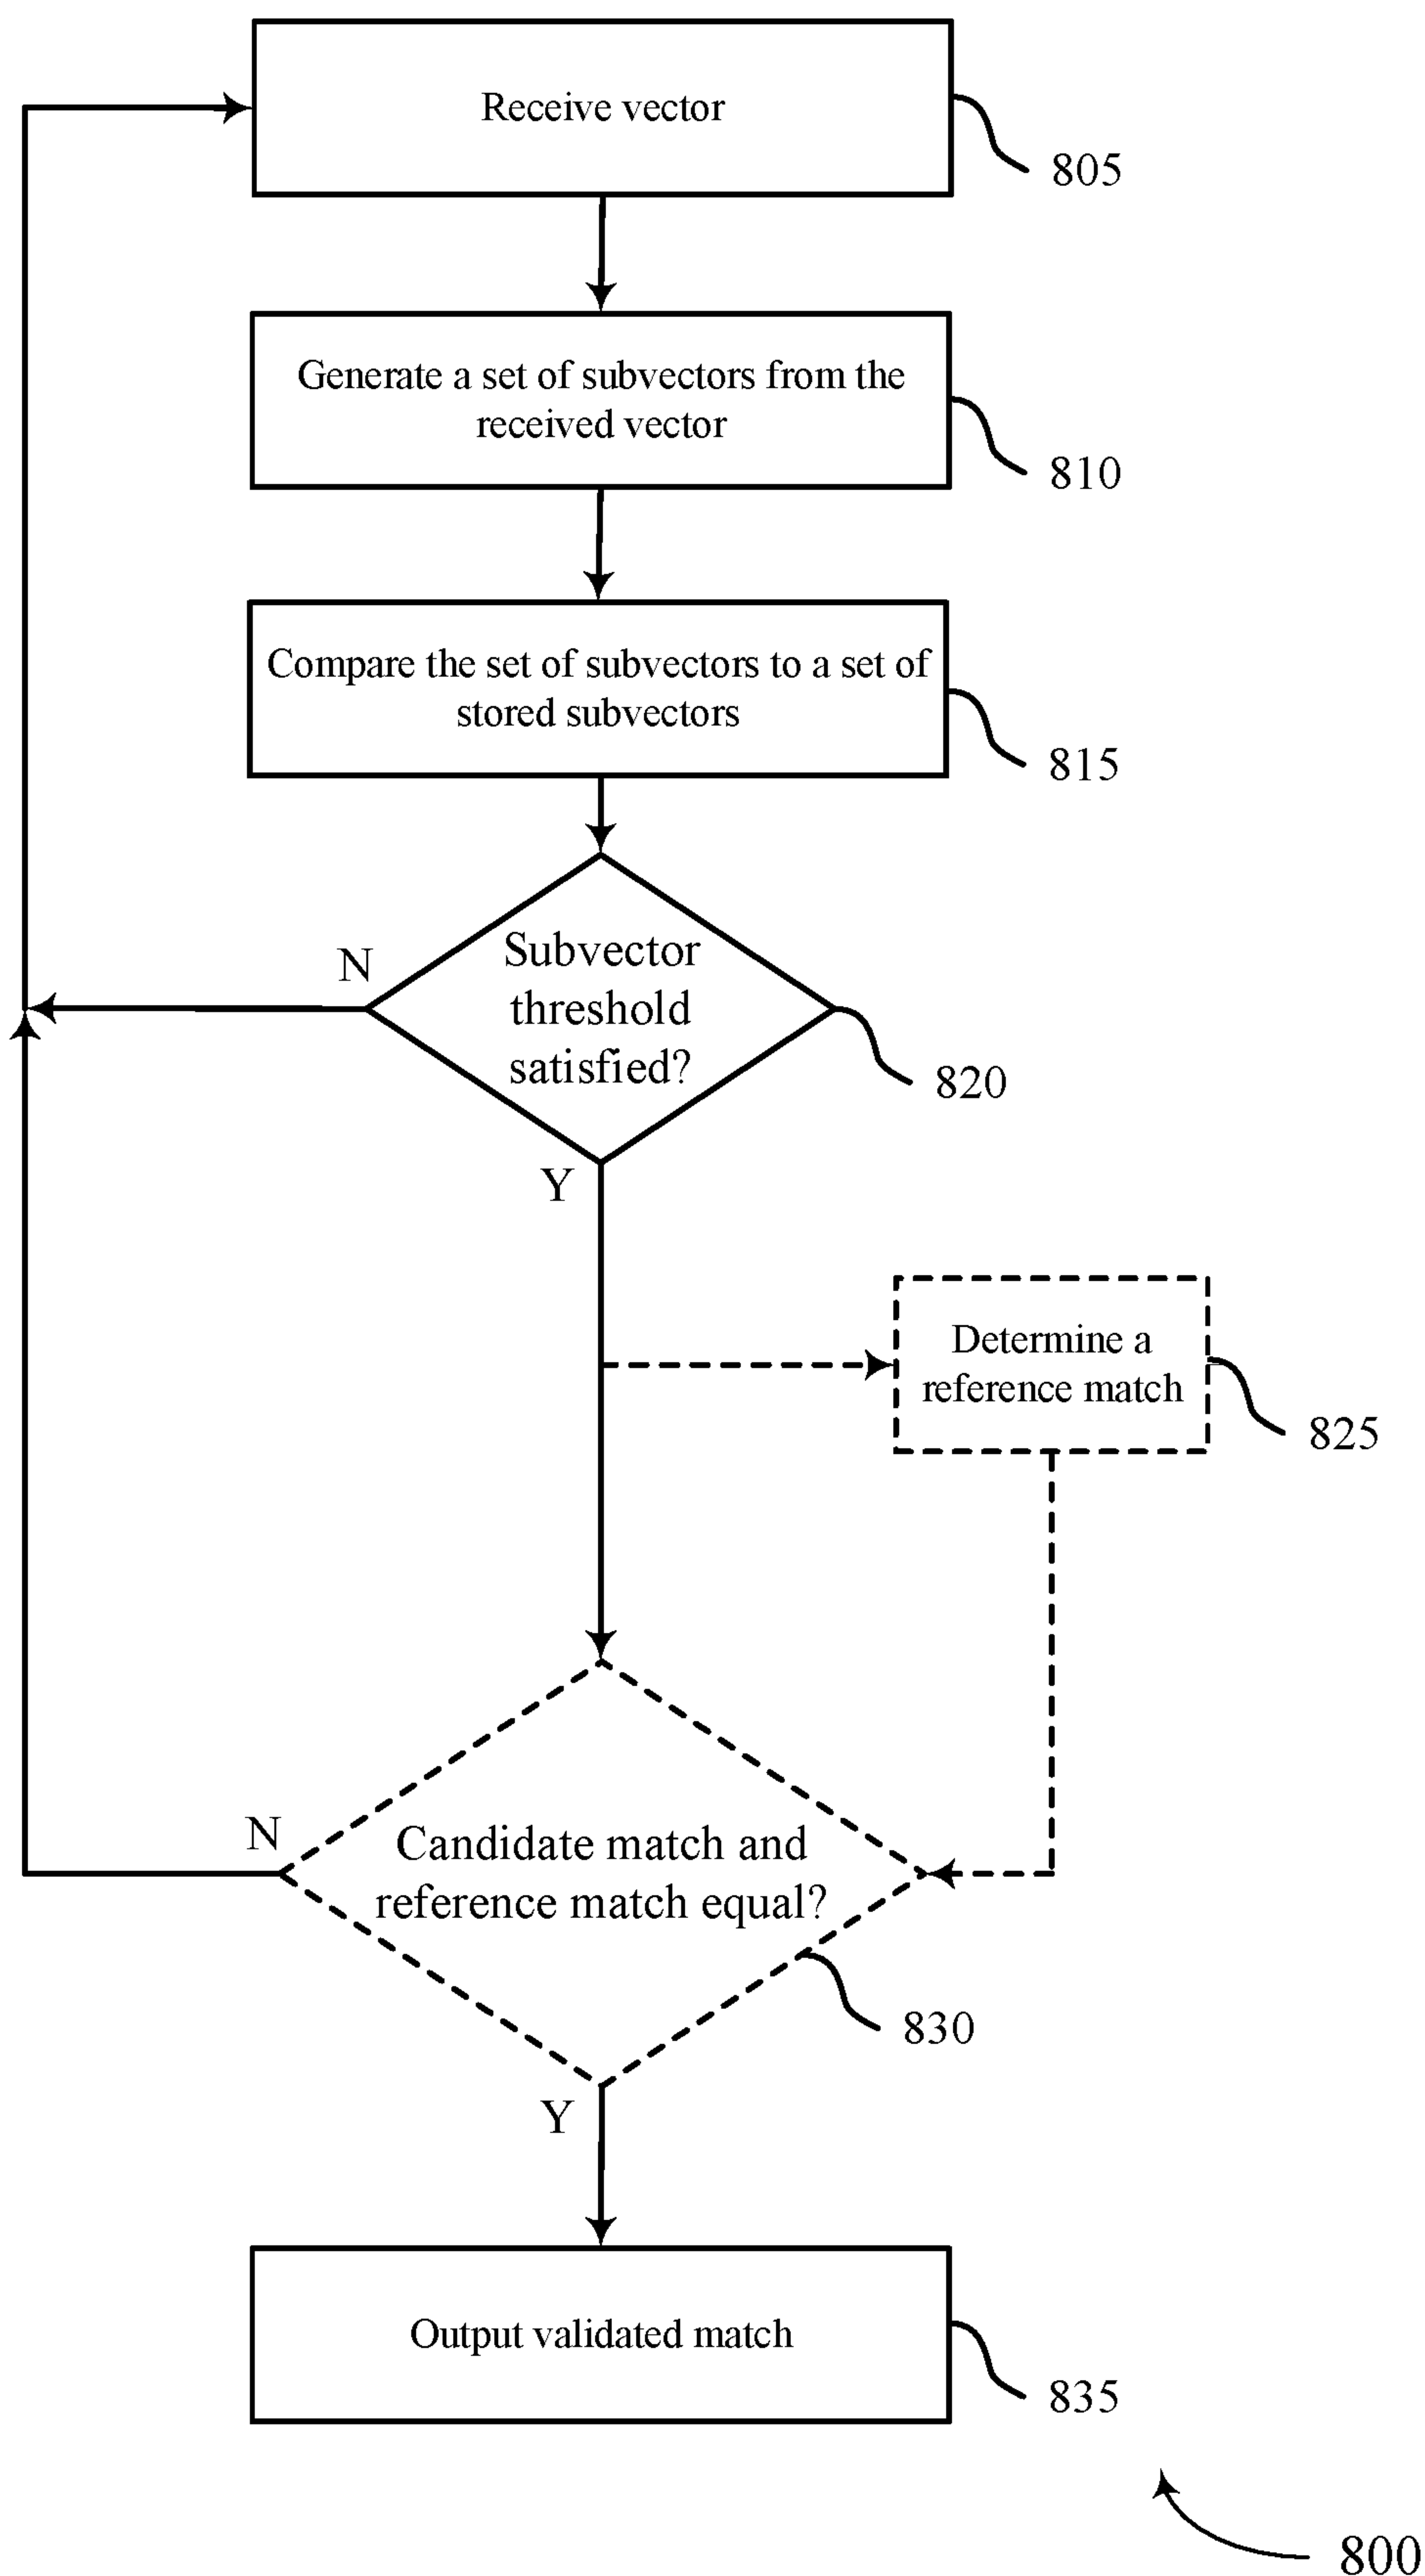 Receive vector
805
Generate a set of subvectors from the
received vector
810
Compare the set of subvectors to a set of
stored subvectors
815
N
Subvector
threshold
satisfied?
820
Y
Determine a
reference match
825
N
Candidate match and
reference match equal?
830
Y
Output validated match
835
800